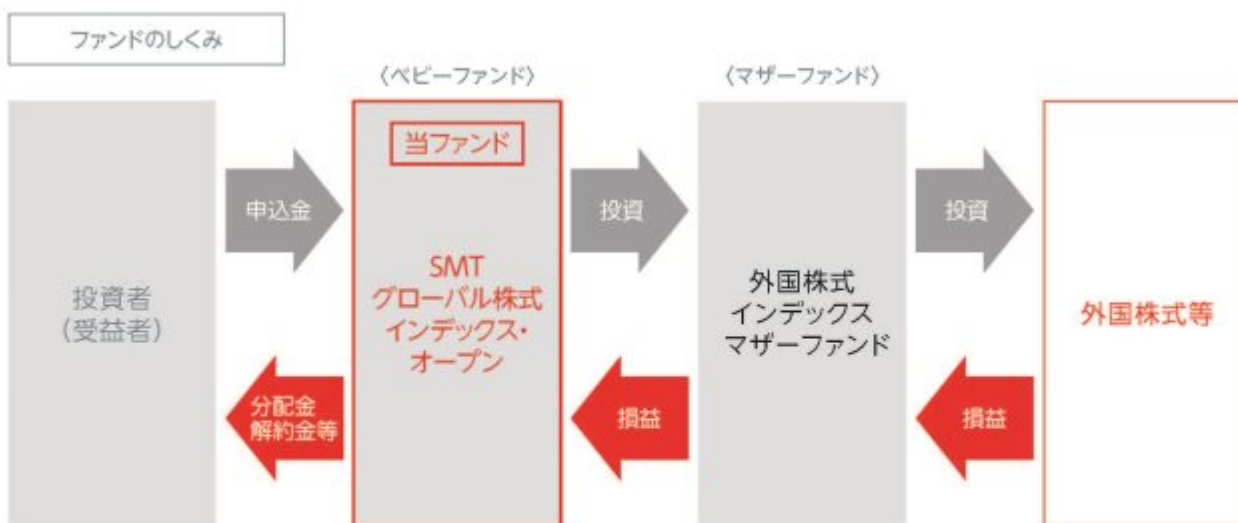 ファンドのしくみ
〈ベビーファンド〉
〈マザーファンド〉
当ファンド
申込金
投資
投資
投資者
（受益者）
SMT
グローバル株式
インデックス・
オープン
外国株式
インデックス
マザーファンド
外国株式等
分配金
解約金等
損益
損益